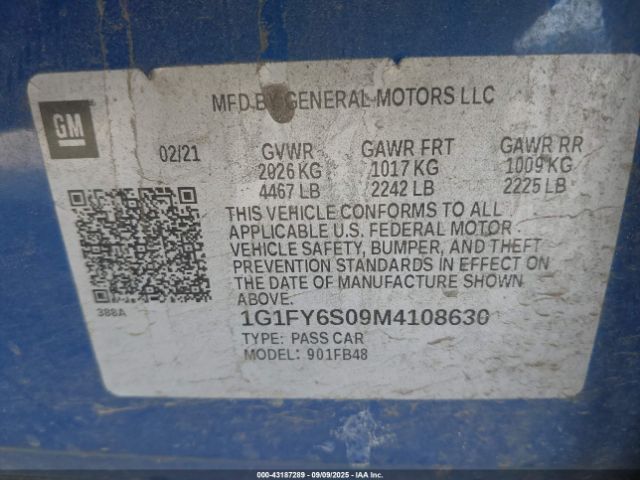 GM
MFD BY GENERAL MOTORS LLC
02/21 GVWR GAWR FRT GAWR RR
2026 KG 1017 KG 1009 KG
4467 LB 2242 LB 2225 LB
THIS VEHICLE CONFORMS TO ALL
APPLICABLE U.S. FEDERAL MOTOR
VEHICLE SAFETY, BUMPER, AND THEFT
PREVENTION STANDARDS IN EFFECT ON
THE DATE OF MANUFACTURE SHOWN
ABOVE.
388A
1G1FY6S09M4108630
TYPE: PASS CAR
MODEL: 901FB48
000-43187289 - 09/09/2025 - www.iaai.com